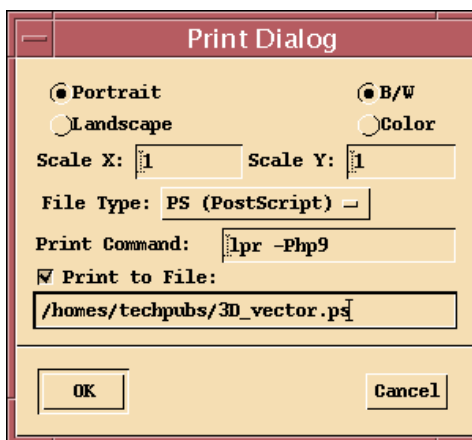 Print Dialog
Portrait B/W
Landscape Color
Scale X: 1 Scale Y: 1
File Type: PS (PostScript)
Print Command: lpr -Php9
Print to File:
/homes/techpubs/3D_vector.ps
OK Cancel